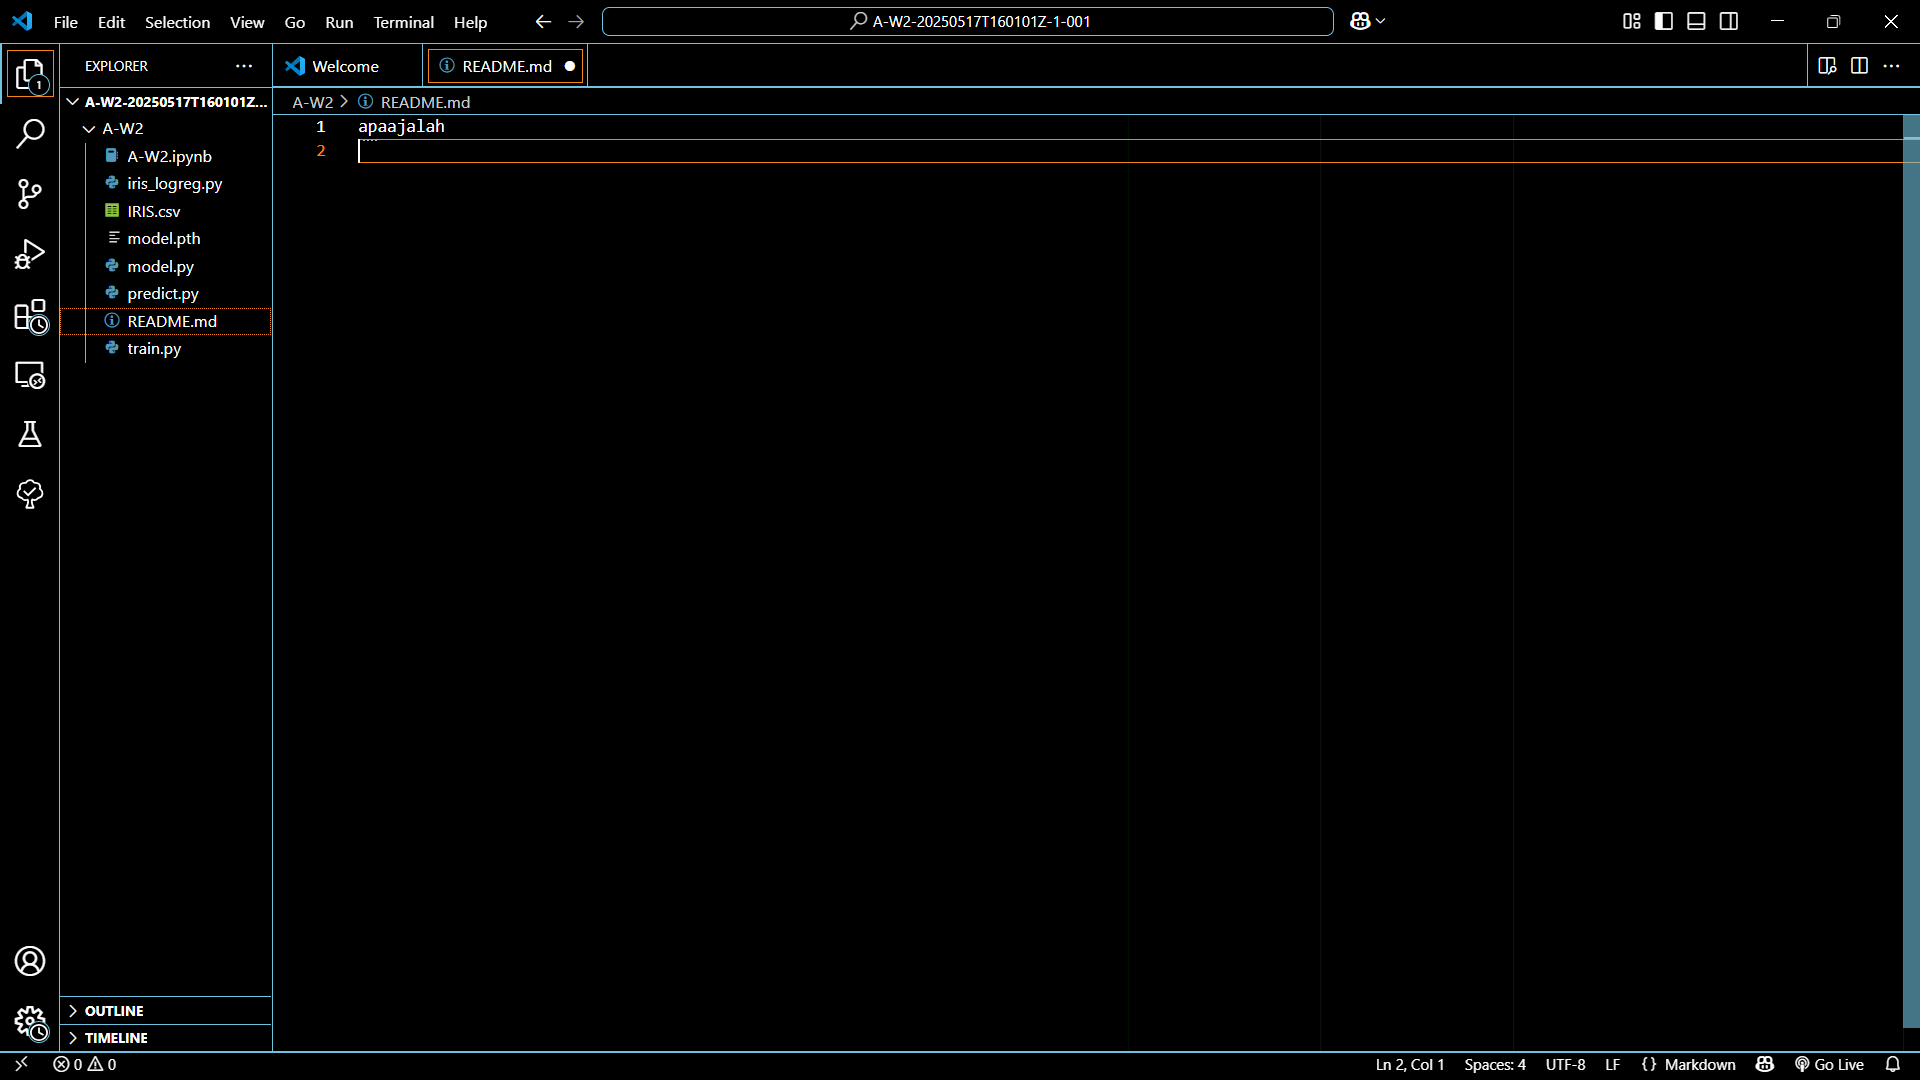 File Edit Selection View Go Run Terminal Help A-W2-20250517T160101Z-1-001
EXPLORER
Welcome README.md
1
A-W2-20250517T160101Z...
A-W2 > README.md
A-W2
1 apaajalah
2
A-W2.ipynb
iris_logreg.py
IRIS.csv
model.pth
model.py
predict.py
README.md
train.py
OUTLINE
TIMELINE
0 0 Ln 2, Col 1 Spaces: 4 UTF-8 LF {} Markdown Go Live